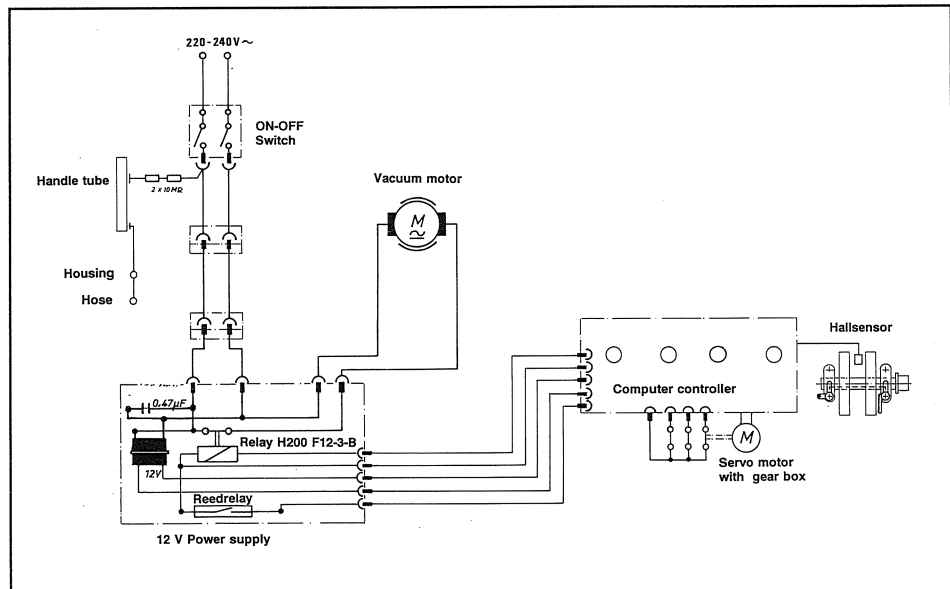 220-240V~
ON-OFF
Switch
Handle tube
2 x 10MΩ
Vacuum motor
M
Housing
Hose
Hallsensor
Computer controller
0,47µF
Relay H200 F12-3-B
M
Servo motor
with gear box
12V
Reedrelay
12 V Power supply